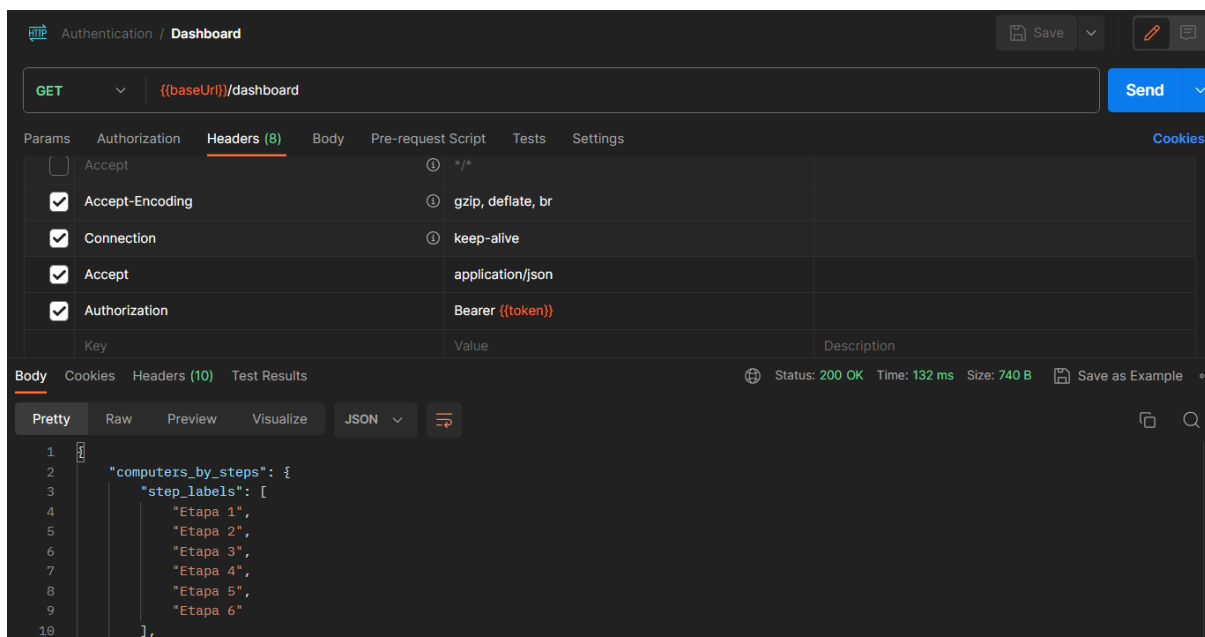 HTTP Authentication / Dashboard Save
GET {{baseUrl}}/dashboard Send
Params Authorization Headers (8) Body Pre-request Script Tests Settings Cookies
Accept */*
Accept-Encoding gzip, deflate, br
Connection keep-alive
Accept application/json
Authorization Bearer {{token}}
Key Value Description
Body Cookies Headers (10) Test Results Status: 200 OK Time: 132 ms Size: 740 B Save as Example
Pretty Raw Preview Visualize JSON
1 {
2 "computers_by_steps": {
3 "step_labels": [
4 "Etapa 1",
5 "Etapa 2",
6 "Etapa 3",
7 "Etapa 4",
8 "Etapa 5",
9 "Etapa 6"
10 ],